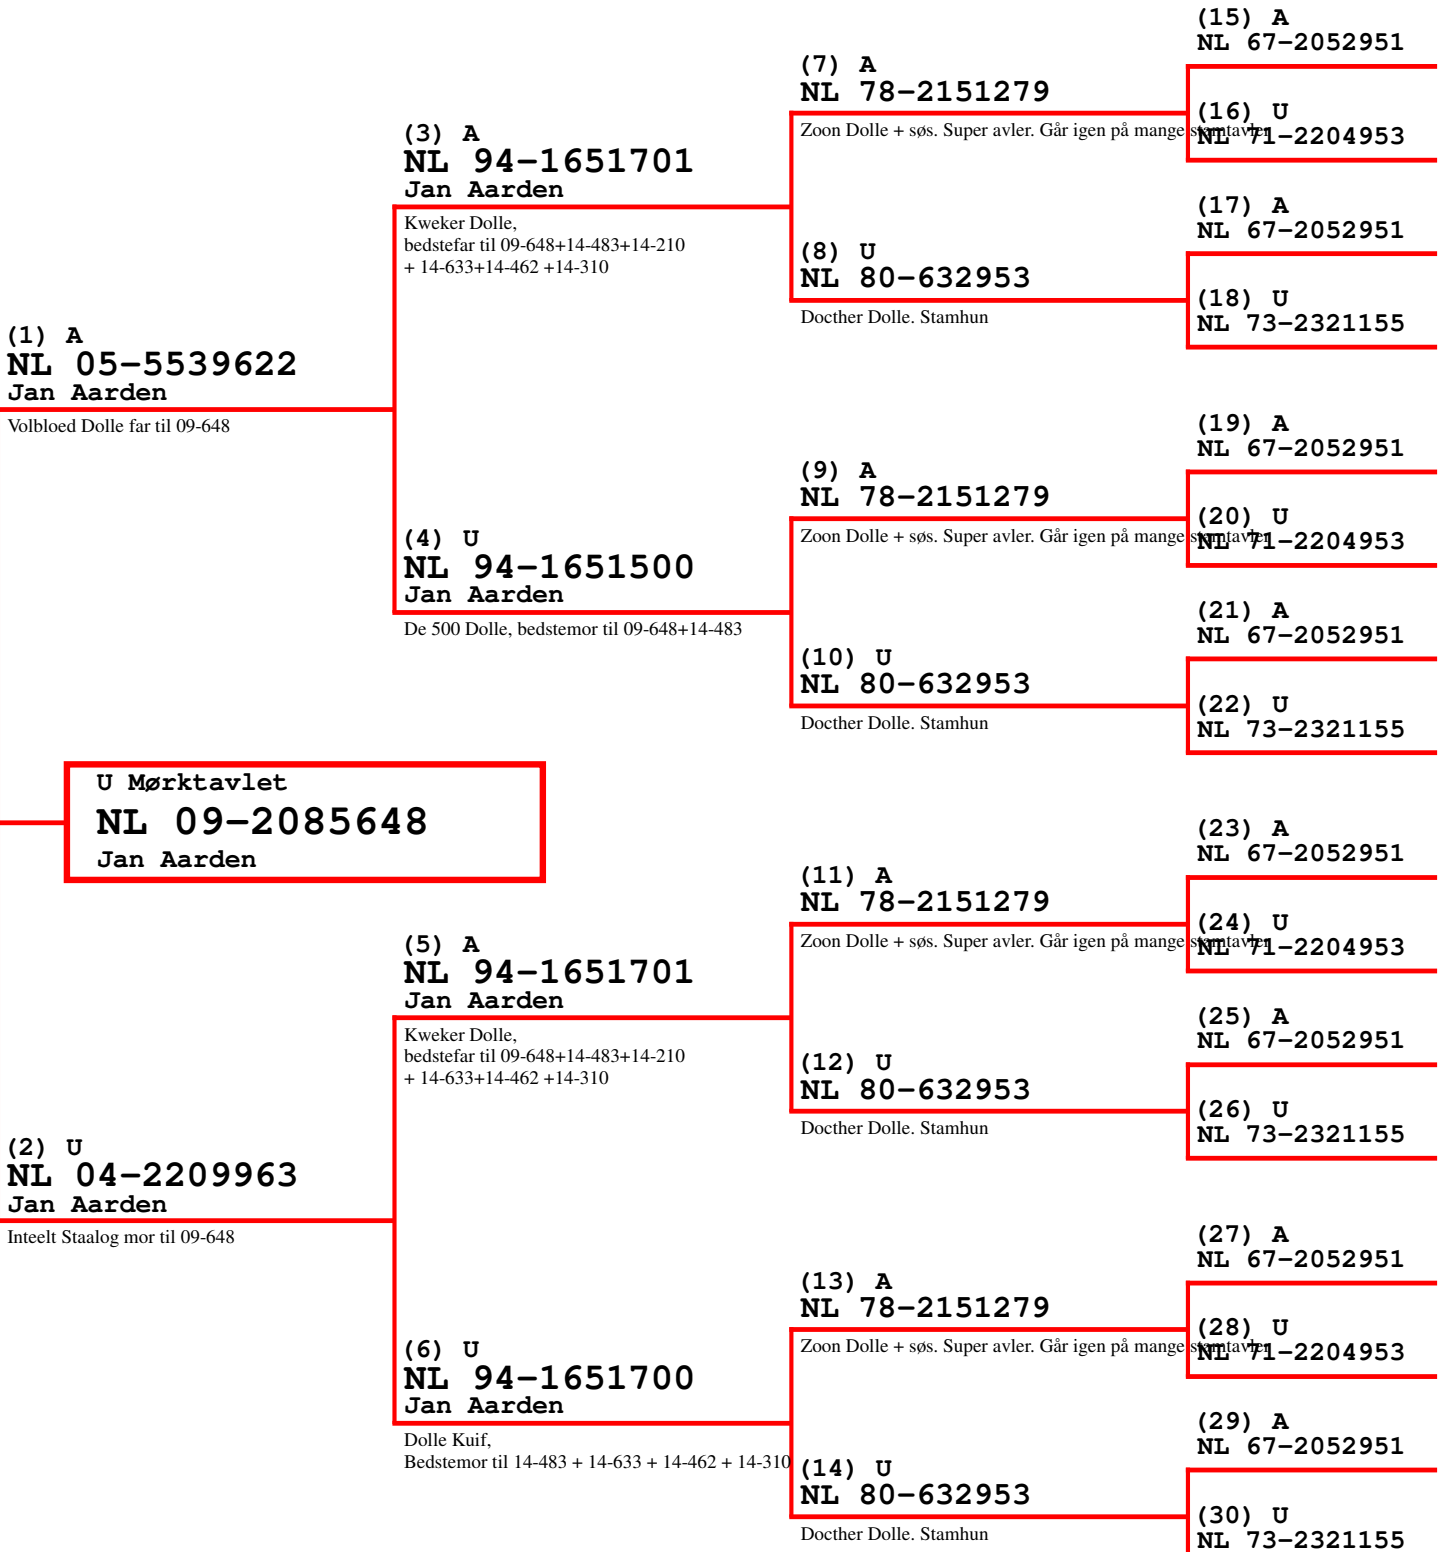 (1) A
NL 05-5539622
Jan Aarden
Volbloed Dolle far til 09-648
U Mørktavlet
NL 09-2085648
Jan Aarden
(2) U
NL 04-2209963
Jan Aarden
Inteelt Staalog mor til 09-648
(3) A
NL 94-1651701
Jan Aarden
Kweker Dolle,
bedstefar til 09-648+14-483+14-210
+ 14-633+14-462 +14-310
(4) U
NL 94-1651500
Jan Aarden
De 500 Dolle, bedstemor til 09-648+14-483
(5) A
NL 94-1651701
Jan Aarden
Kweker Dolle,
bedstefar til 09-648+14-483+14-210
+ 14-633+14-462 +14-310
(6) U
NL 94-1651700
Jan Aarden
Dolle Kuif,
Bedstemor til 14-483 + 14-633 + 14-462 + 14-310
(7) A
NL 78-2151279
Zoon Dolle + søs. Super avler. Går igen på mange stamtavler
(8) U
NL 80-632953
Docther Dolle. Stamhun
(9) A
NL 78-2151279
Zoon Dolle + søs. Super avler. Går igen på mange stamtavler
(10) U
NL 80-632953
Docther Dolle. Stamhun
(11) A
NL 78-2151279
Zoon Dolle + søs. Super avler. Går igen på mange stamtavler
(12) U
NL 80-632953
Docther Dolle. Stamhun
(13) A
NL 78-2151279
Zoon Dolle + søs. Super avler. Går igen på mange stamtavler
(14) U
NL 80-632953
Docther Dolle. Stamhun
(15) A
NL 67-2052951
(16) U
NL 71-2204953
(17) A
NL 67-2052951
(18) U
NL 73-2321155
(19) A
NL 67-2052951
(20) U
NL 71-2204953
(21) A
NL 67-2052951
(22) U
NL 73-2321155
(23) A
NL 67-2052951
(24) U
NL 71-2204953
(25) A
NL 67-2052951
(26) U
NL 73-2321155
(27) A
NL 67-2052951
(28) U
NL 71-2204953
(29) A
NL 67-2052951
(30) U
NL 73-2321155